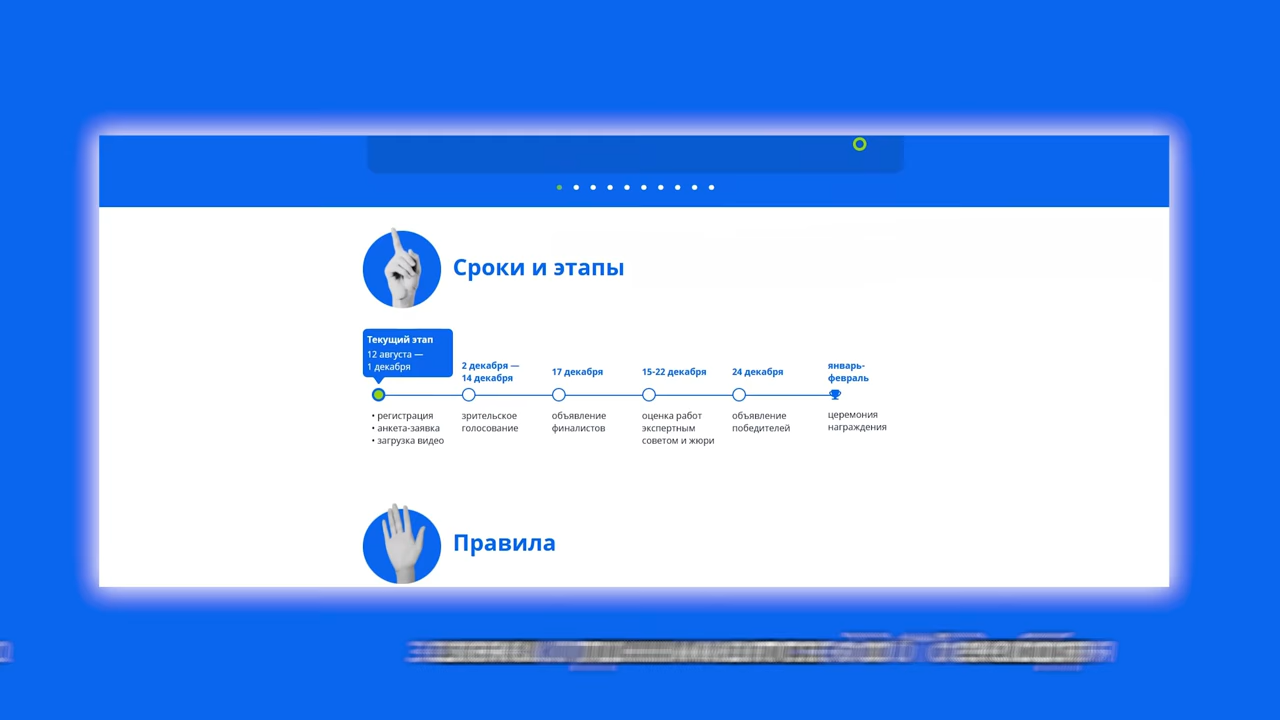 Сроки и этапы
Текущий этап
12 августа —
1 декабря
• регистрация
• анкета-заявка
• загрузка видео
2 декабря —
14 декабря
зрительское
голосование
17 декабря
объявление
финалистов
15-22 декабря
оценка работ
экспертным
советом и жюри
24 декабря
объявление
победителей
январь-
февраль
церемония
награждения
Правила